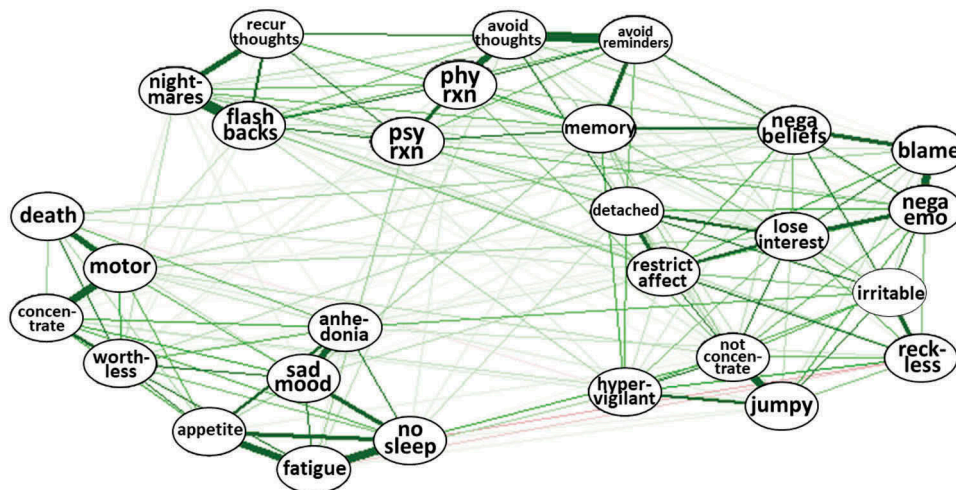 recur
thoughts
avoid
thoughts
avoid
reminders
night-
mares
phy
rxn
flash
backs
psy
rxn
memory
nega
beliefs
blame
death
detached
nega
emo
lose
interest
motor
restrict
affect
irritable
concen-
trate
anhe-
donia
worth-
less
not
concen-
trate
reck-
less
sad
mood
hyper-
vigilant
jumpy
appetite
no
sleep
fatigue